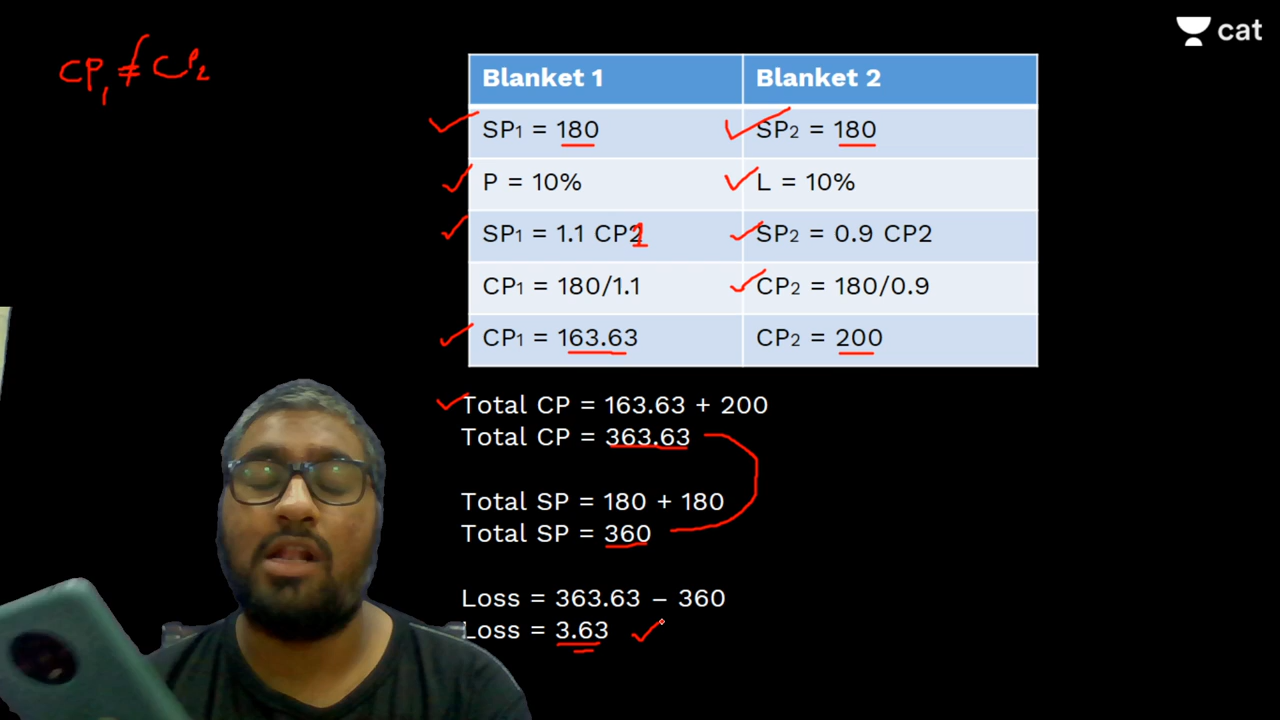 cat
CP1 ≠ CP2
Blanket 1 Blanket 2
SP1 = 180 SP2 = 180
P = 10% L = 10%
SP1 = 1.1 CP1 SP2 = 0.9 CP2
CP1 = 180/1.1 CP2 = 180/0.9
CP1 = 163.63 CP2 = 200
Total CP = 163.63 + 200
Total CP = 363.63
Total SP = 180 + 180
Total SP = 360
Loss = 363.63 – 360
Loss = 3.63